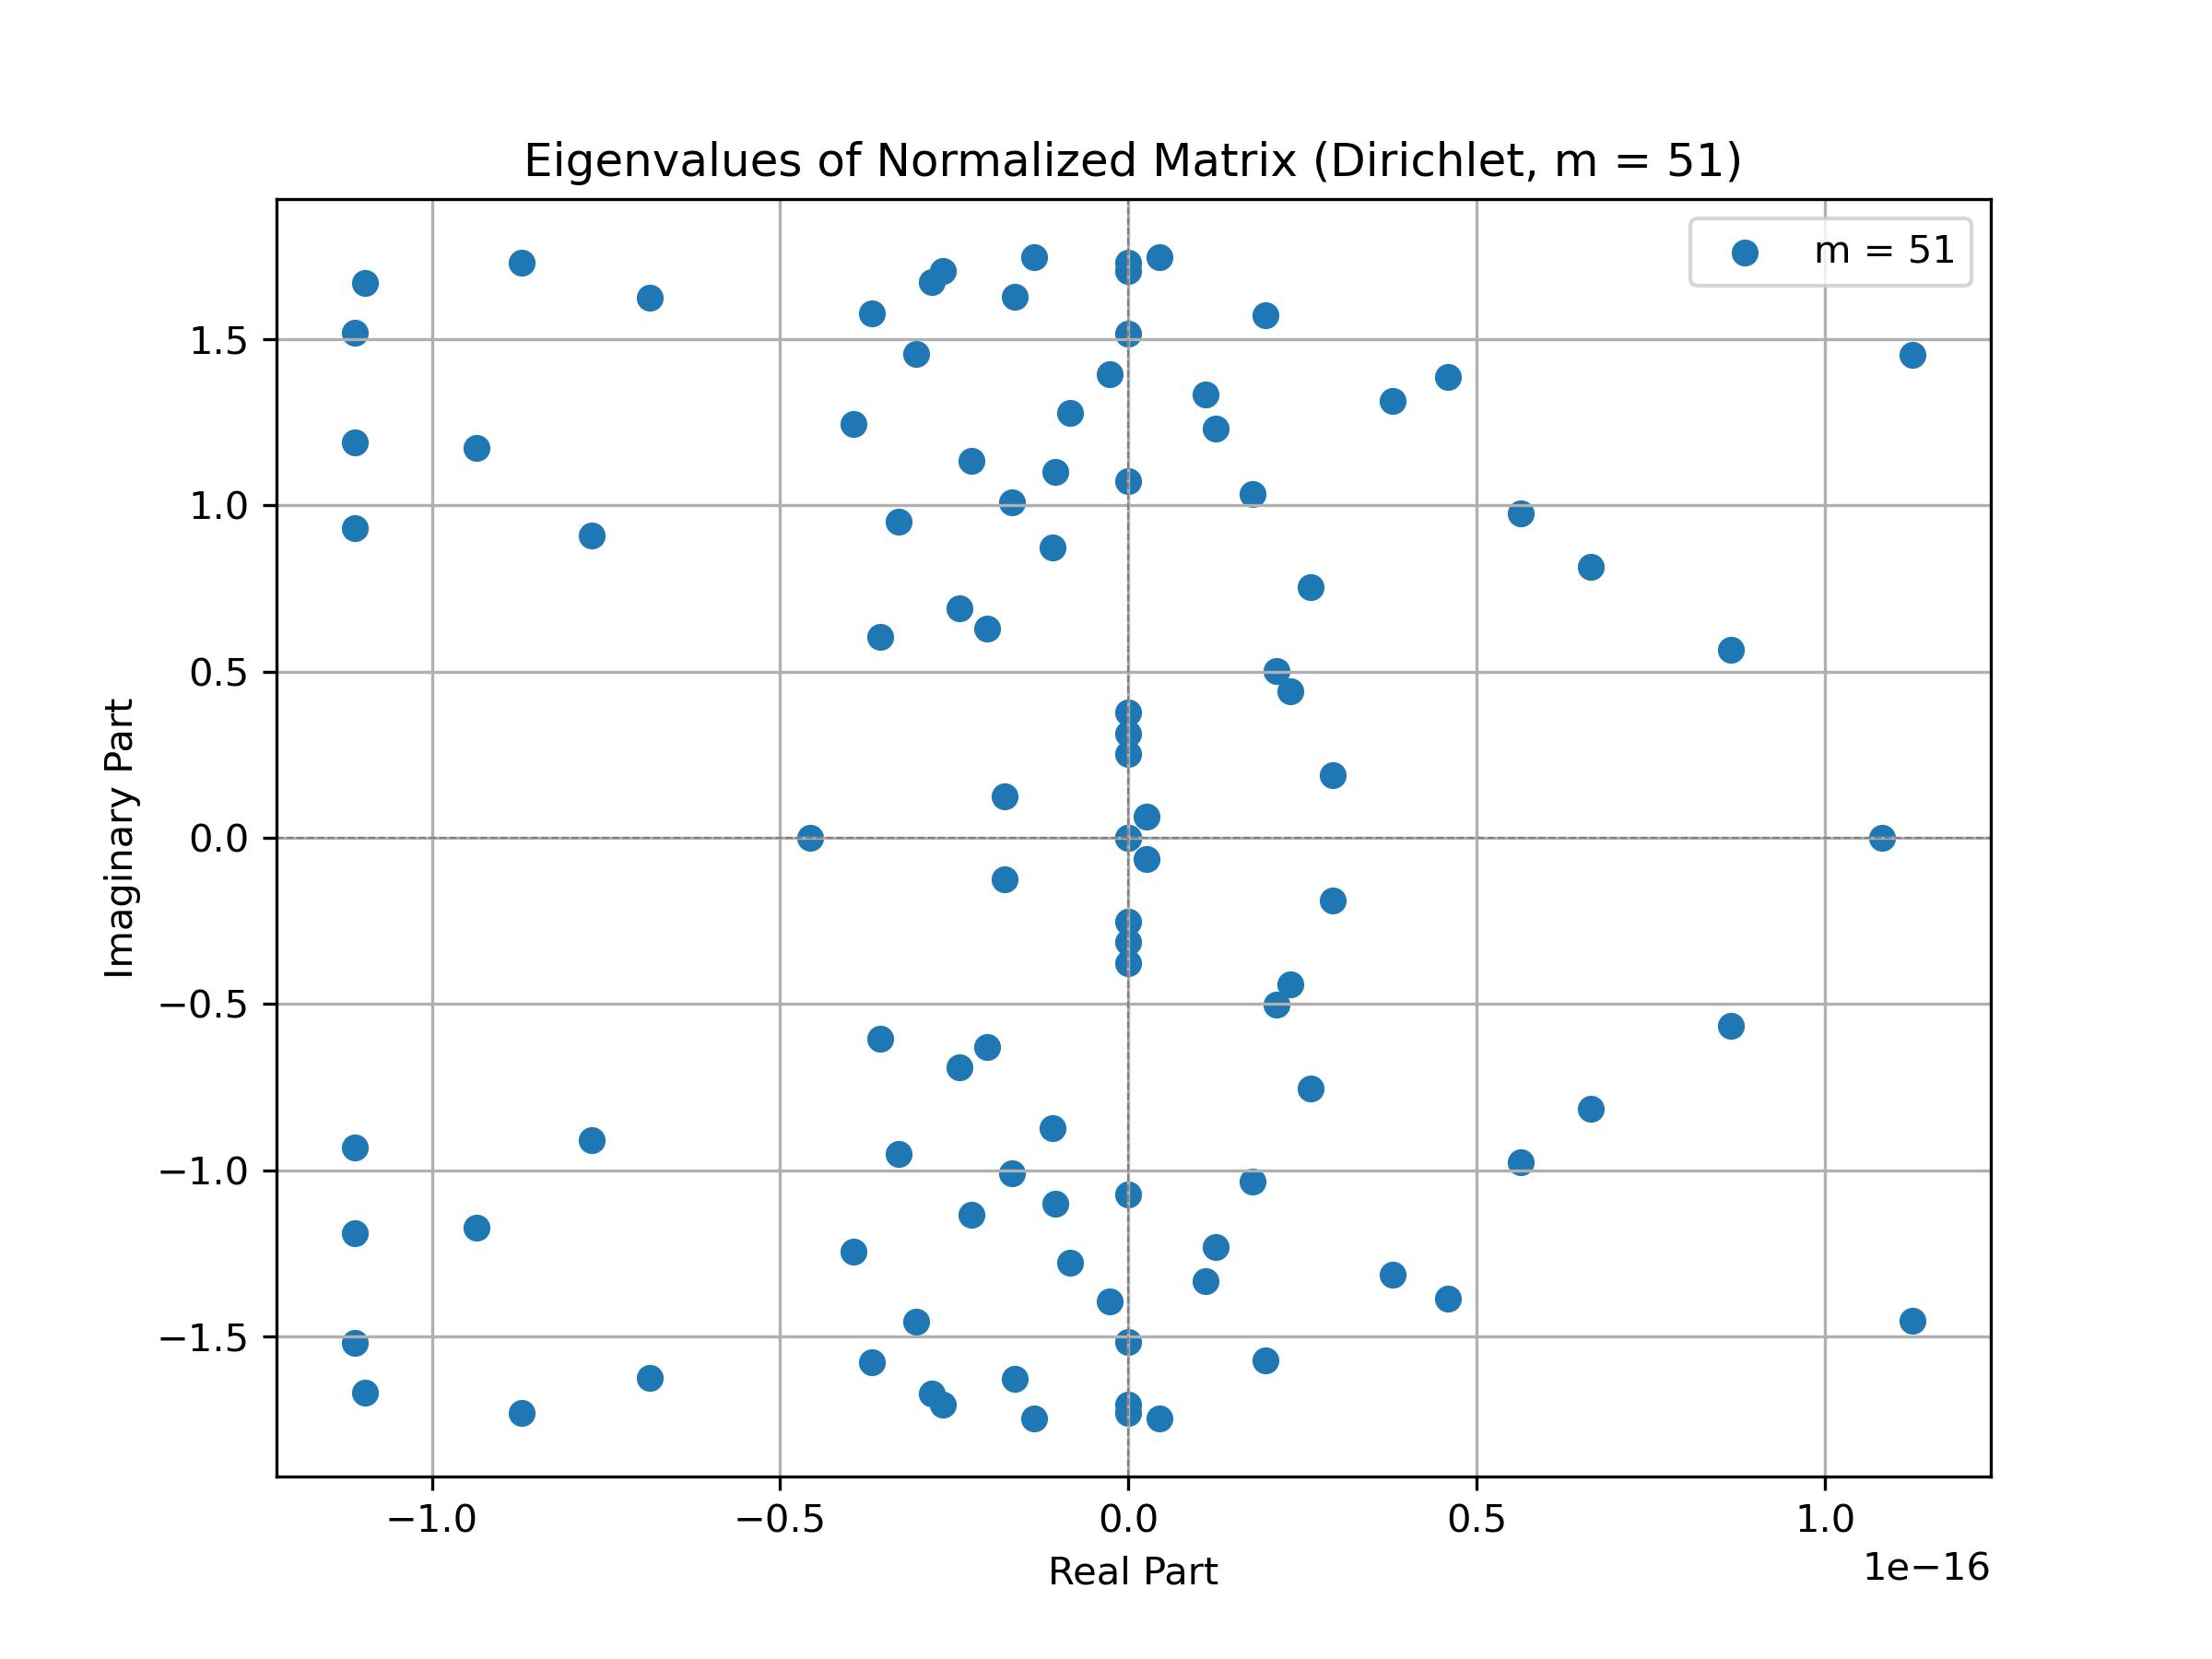 Eigenvalues of Normalized Matrix (Dirichlet, m = 51)
m = 51
1.5
1.0
0.5
0.0
−0.5
−1.0
−1.5
Imaginary Part
−1.0 −0.5 0.0 0.5 1.0
1e−16
Real Part